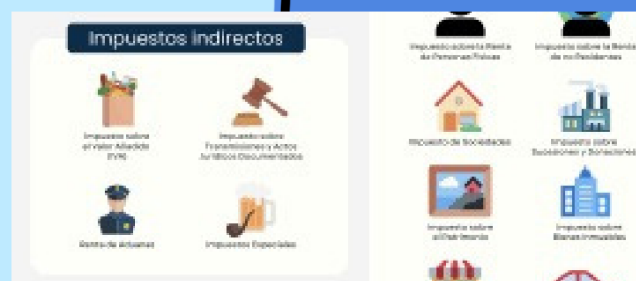 Impuestos indirectos
Impuesto sobre
el Valor Añadido
(IVA)
Impuesto sobre
Transmisiones y Actos
Jurídicos Documentados
Renta de Aduanas
Impuestos Especiales
Impuesto sobre la Renta
de Personas Físicas
Impuesto sobre la Renta
de no Residentes
Impuesto de Sociedades
Impuesto sobre
Sucesiones y Donaciones
Impuesto sobre
el Patrimonio
Impuesto sobre
Bienes Inmuebles